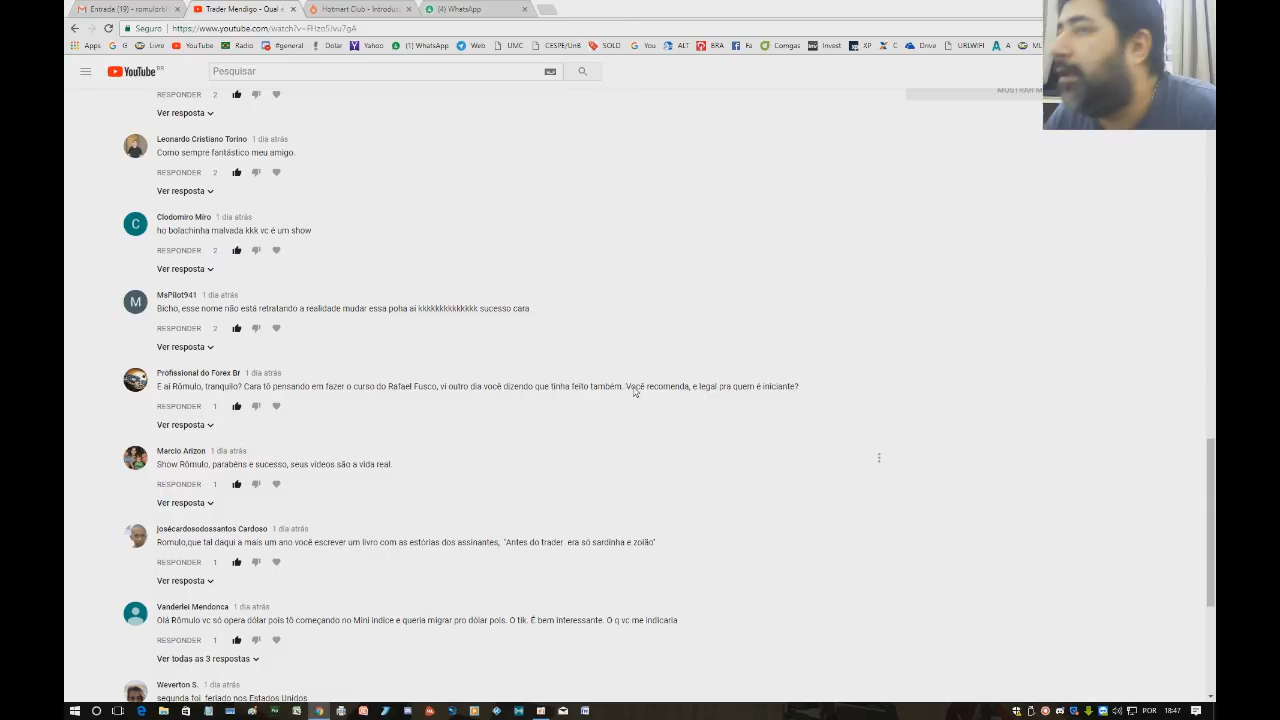 Entrada (19) - romulorbl
Trader Mendigo - Qual é
Hotmart Club - Introdu
(4) WhatsApp
Seguro https://www.youtube.com/watch?v=FHzo5Jvu7gA
Apps G Livre YouTube Radio #general Dolar Yahoo (1) WhatsApp Web UMC CESPE/UnB SOLD You ALT BRA Fa Comgas Invest XP C Drive URLWIFI A ML
YouTube BR
Pesquisar
RESPONDER 2
MOSTRAR M
Ver resposta
Leonardo Cristiano Torino 1 dia atrás
Como sempre fantástico meu amigo.
RESPONDER 2
Ver resposta
C
Clodomiro Miro 1 dia atrás
ho bolachinha malvada kkk vc é um show
RESPONDER 2
Ver resposta
M
MsPilot941 1 dia atrás
Bicho, esse nome não está retratando a realidade mudar essa poha ai kkkkkkkkkkkkkk sucesso cara
RESPONDER 2
Ver resposta
Profissional do Forex Br 1 dia atrás
E ai Rômulo, tranquilo? Cara tô pensando em fazer o curso do Rafael Fusco, vi outro dia você dizendo que tinha feito também. Você recomenda, e legal pra quem é iniciante?
RESPONDER 1
Ver resposta
Marcio Arizon 1 dia atrás
Show Rômulo, parabéns e sucesso, seus vídeos são a vida real.
RESPONDER 1
Ver resposta
josécardosodossantos Cardoso 1 dia atrás
Romulo,que tal daqui a mais um ano você escrever um livro com as estórias dos assinantes, "Antes do trader era só sardinha e zoião"
RESPONDER 1
Ver resposta
Vanderlei Mendonca 1 dia atrás
Olá Rômulo vc só opera dólar pois tô começando no Mini indice e queria migrar pro dólar pois. O tik. É bem interessante. O q vc me indicaria
RESPONDER 1
Ver todas as 3 respostas
Weverton S. 1 dia atrás
segunda foi feriado nos Estados Unidos
POR 18:47